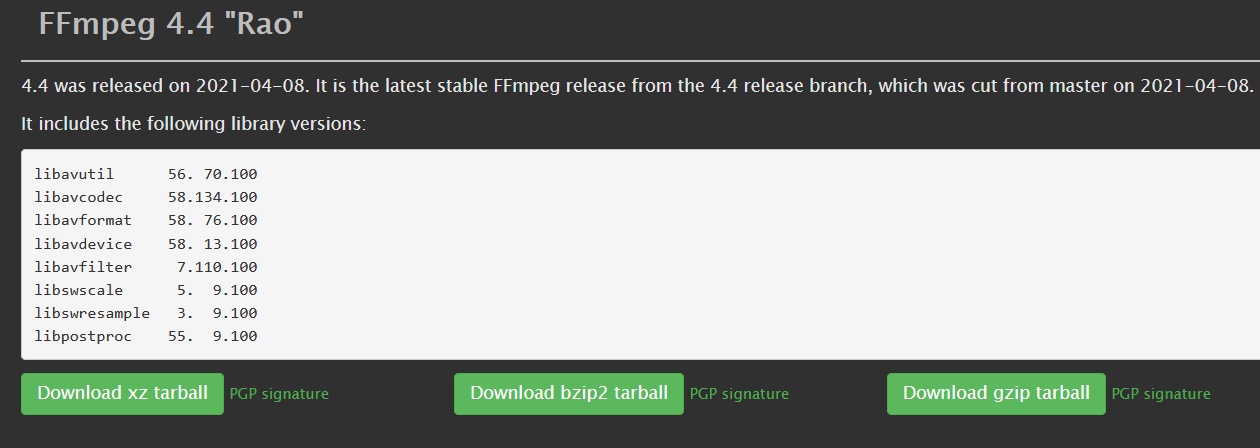 FFmpeg 4.4 "Rao"
4.4 was released on 2021-04-08. It is the latest stable FFmpeg release from the 4.4 release branch, which was cut from master on 2021-04-08.
It includes the following library versions:
libavutil      56. 70.100
libavcodec     58.134.100
libavformat    58. 76.100
libavdevice    58. 13.100
libavfilter     7.110.100
libswscale      5.  9.100
libswresample   3.  9.100
libpostproc    55.  9.100
Download xz tarball PGP signature Download bzip2 tarball PGP signature Download gzip tarball PGP signature